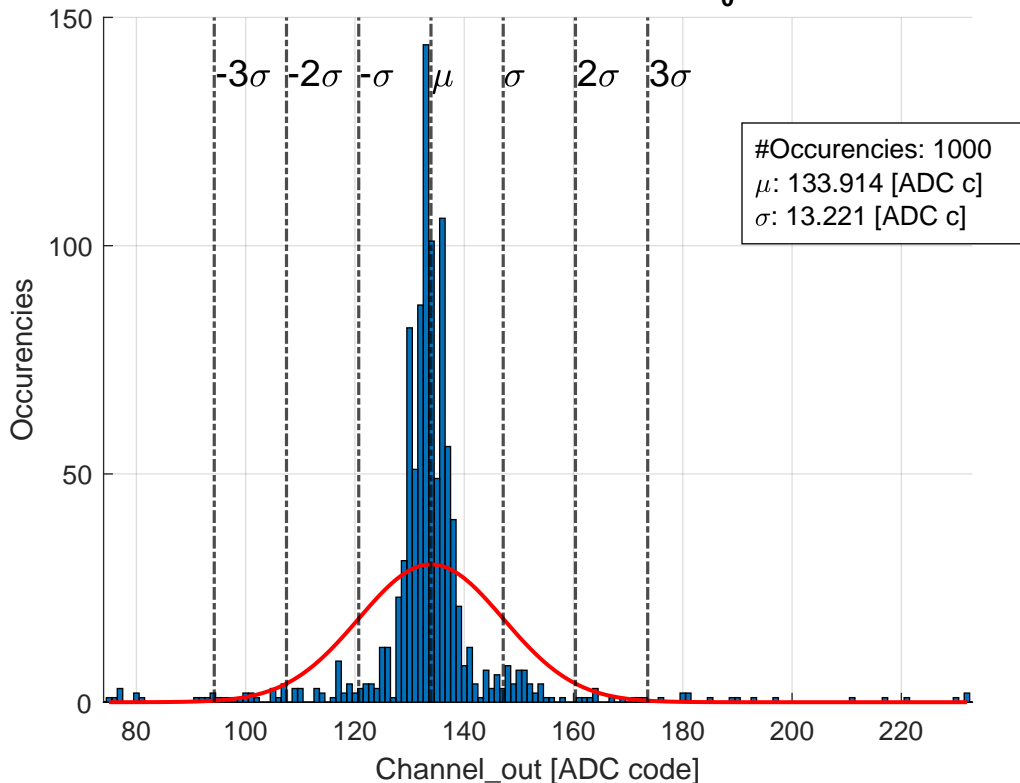 0
150
-3σ
-2σ
-σ
μ
σ
2σ
3σ
#Occurencies: 1000
μ: 133.914 [ADC c]
σ: 13.221 [ADC c]
100
50
0
Occurencies
80
100
120
140
160
180
200
220
Channel_out [ADC code]